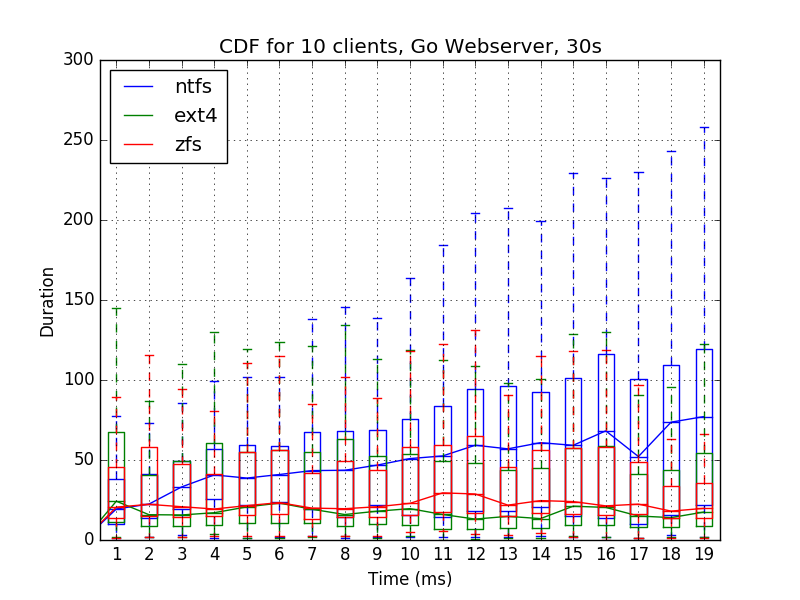 CDF for 10 clients, Go Webserver, 30s
300
250
200
150
100
50
0
Duration
ntfs
ext4
zfs
1 2 3 4 5 6 7 8 9 10 11 12 13 14 15 16 17 18 19
Time (ms)